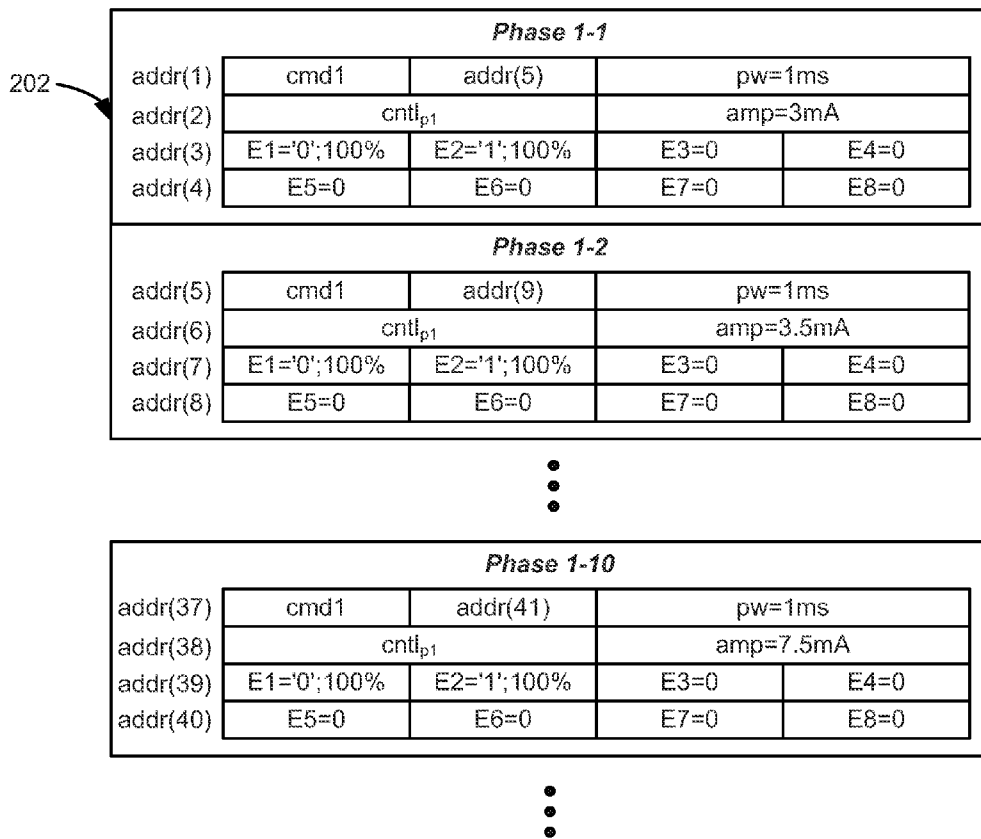 Phase 1-1
202
addr(1) cmd1 addr(5) pw=1ms
addr(2) cntlp1 amp=3mA
addr(3) E1='0';100% E2='1';100% E3=0 E4=0
addr(4) E5=0 E6=0 E7=0 E8=0
Phase 1-2
addr(5) cmd1 addr(9) pw=1ms
addr(6) cntlp1 amp=3.5mA
addr(7) E1='0';100% E2='1';100% E3=0 E4=0
addr(8) E5=0 E6=0 E7=0 E8=0
Phase 1-10
addr(37) cmd1 addr(41) pw=1ms
addr(38) cntlp1 amp=7.5mA
addr(39) E1='0';100% E2='1';100% E3=0 E4=0
addr(40) E5=0 E6=0 E7=0 E8=0